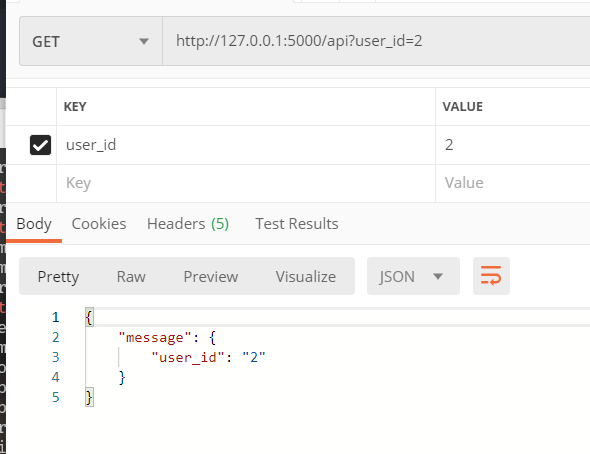 GET http://127.0.0.1:5000/api?user_id=2
KEY VALUE
user_id 2
Key Value
Body Cookies Headers (5) Test Results
Pretty Raw Preview Visualize JSON
1 {
2 "message": {
3 "user_id": "2"
4 }
5 }